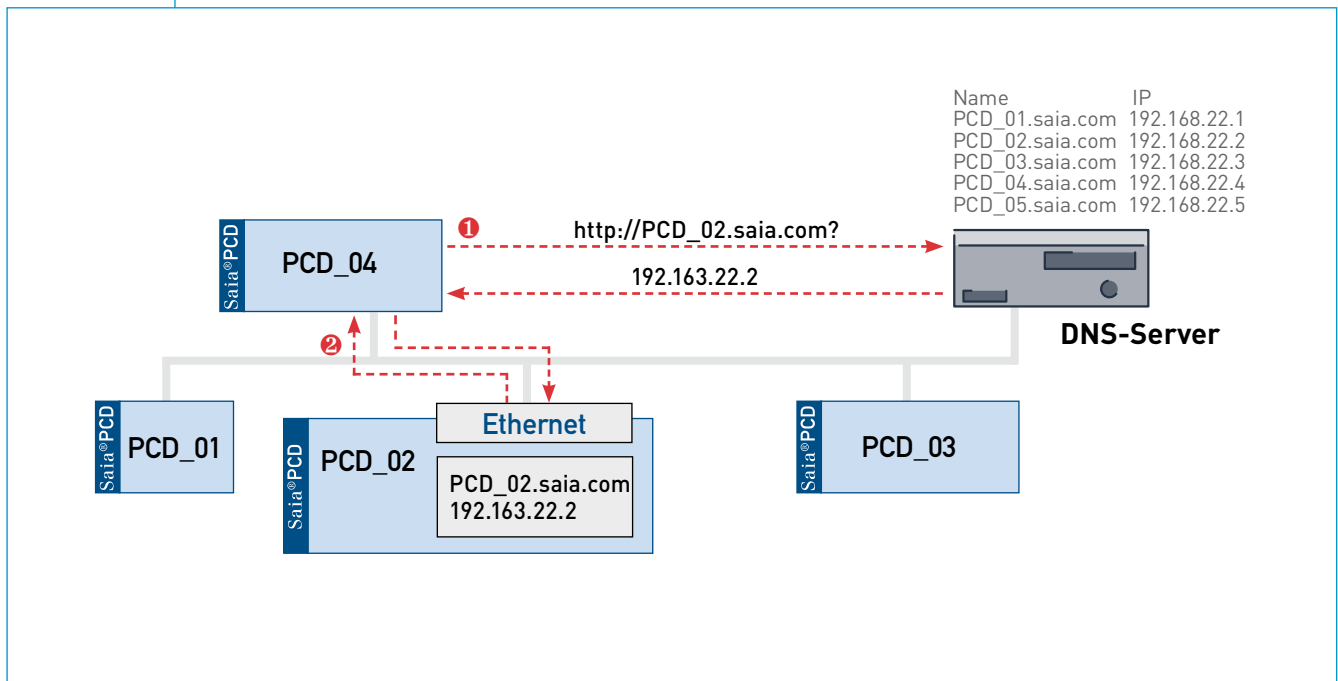 Name IP
PCD_01.saia.com 192.168.22.1
PCD_02.saia.com 192.168.22.2
PCD_03.saia.com 192.168.22.3
PCD_04.saia.com 192.168.22.4
PCD_05.saia.com 192.168.22.5
Saia®PCD
PCD_04
❶
http://PCD_02.saia.com?
192.163.22.2
DNS-Server
❷
Saia®PCD
PCD_01
Saia®PCD
PCD_02
Ethernet
PCD_02.saia.com
192.163.22.2
Saia®PCD
PCD_03